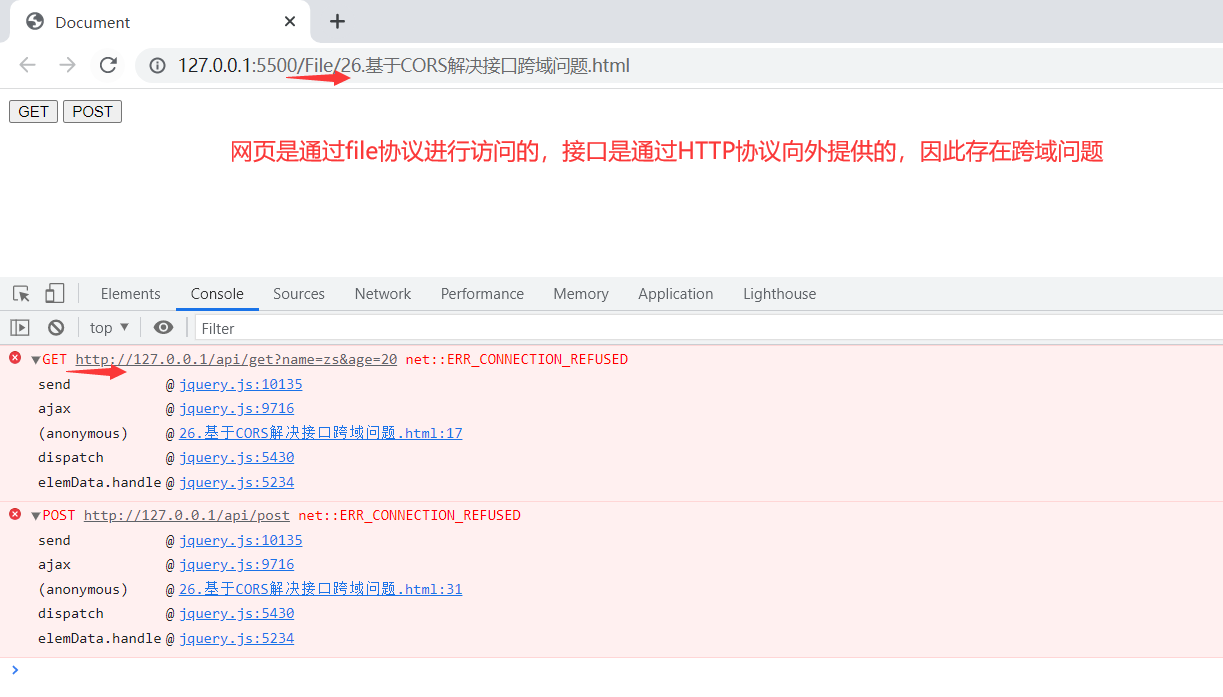 Document
127.0.0.1:5500/File/26.基于CORS解决接口跨域问题.html
GET POST
网页是通过file协议进行访问的，接口是通过HTTP协议向外提供的，因此存在跨域问题
Elements Console Sources Network Performance Memory Application Lighthouse
top Filter
GET http://127.0.0.1/api/get?name=zs&age=20 net::ERR_CONNECTION_REFUSED
send @ jquery.js:10135
ajax @ jquery.js:9716
(anonymous) @ 26.基于CORS解决接口跨域问题.html:17
dispatch @ jquery.js:5430
elemData.handle @ jquery.js:5234
POST http://127.0.0.1/api/post net::ERR_CONNECTION_REFUSED
send @ jquery.js:10135
ajax @ jquery.js:9716
(anonymous) @ 26.基于CORS解决接口跨域问题.html:31
dispatch @ jquery.js:5430
elemData.handle @ jquery.js:5234